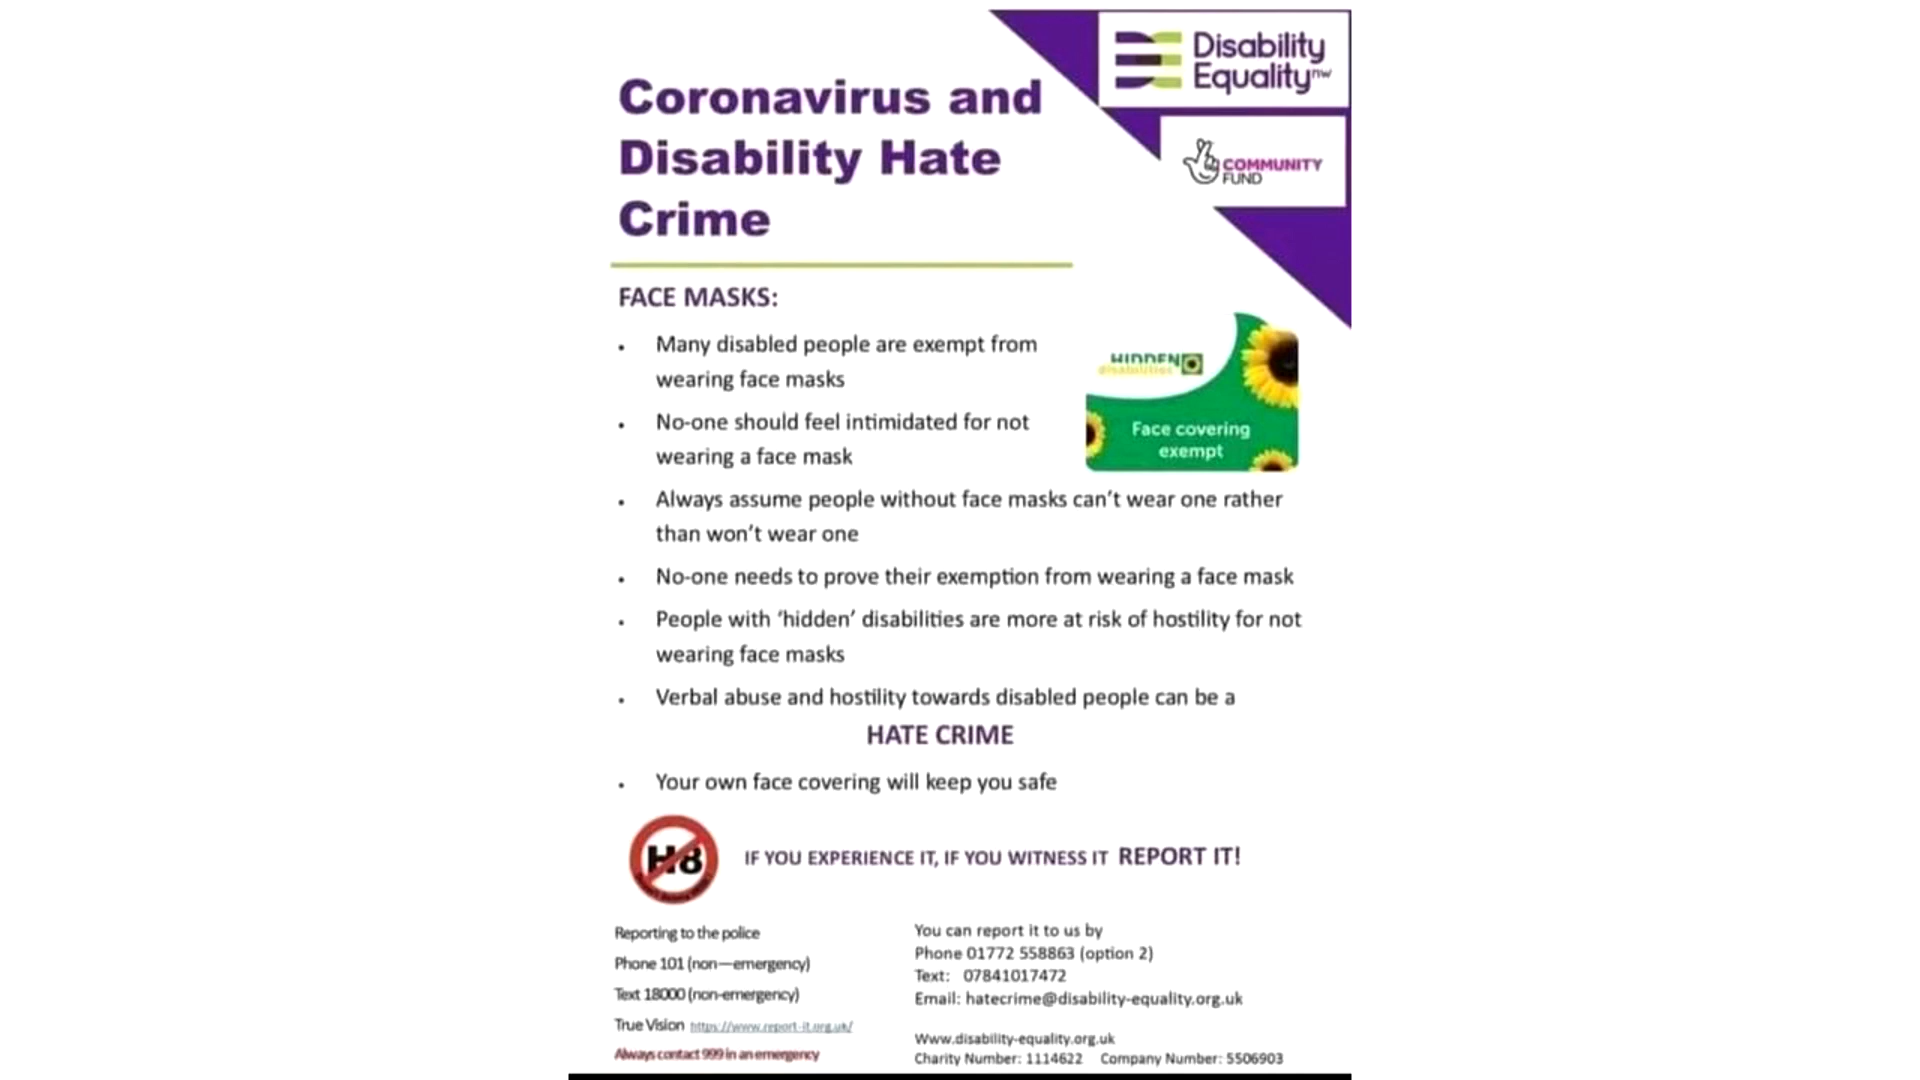 Disability
Equality nw
Coronavirus and
Disability Hate
Crime
COMMUNITY
FUND
FACE MASKS:
• Many disabled people are exempt from
wearing face masks
• No-one should feel intimidated for not
wearing a face mask
HIDDEN
disabilities
Face covering
exempt
• Always assume people without face masks can't wear one rather
than won't wear one
• No-one needs to prove their exemption from wearing a face mask
• People with 'hidden' disabilities are more at risk of hostility for not
wearing face masks
• Verbal abuse and hostility towards disabled people can be a
HATE CRIME
• Your own face covering will keep you safe
H8
IF YOU EXPERIENCE IT, IF YOU WITNESS IT REPORT IT!
Reporting to the police
Phone 101 (non—emergency)
Text 18000 (non-emergency)
True Vision https://www.report-it.org.uk/
Always contact 999 in an emergency
You can report it to us by
Phone 01772 558863 (option 2)
Text: 07841017472
Email: hatecrime@disability-equality.org.uk
Www.disability-equality.org.uk
Charity Number: 1114622 Company Number: 5506903